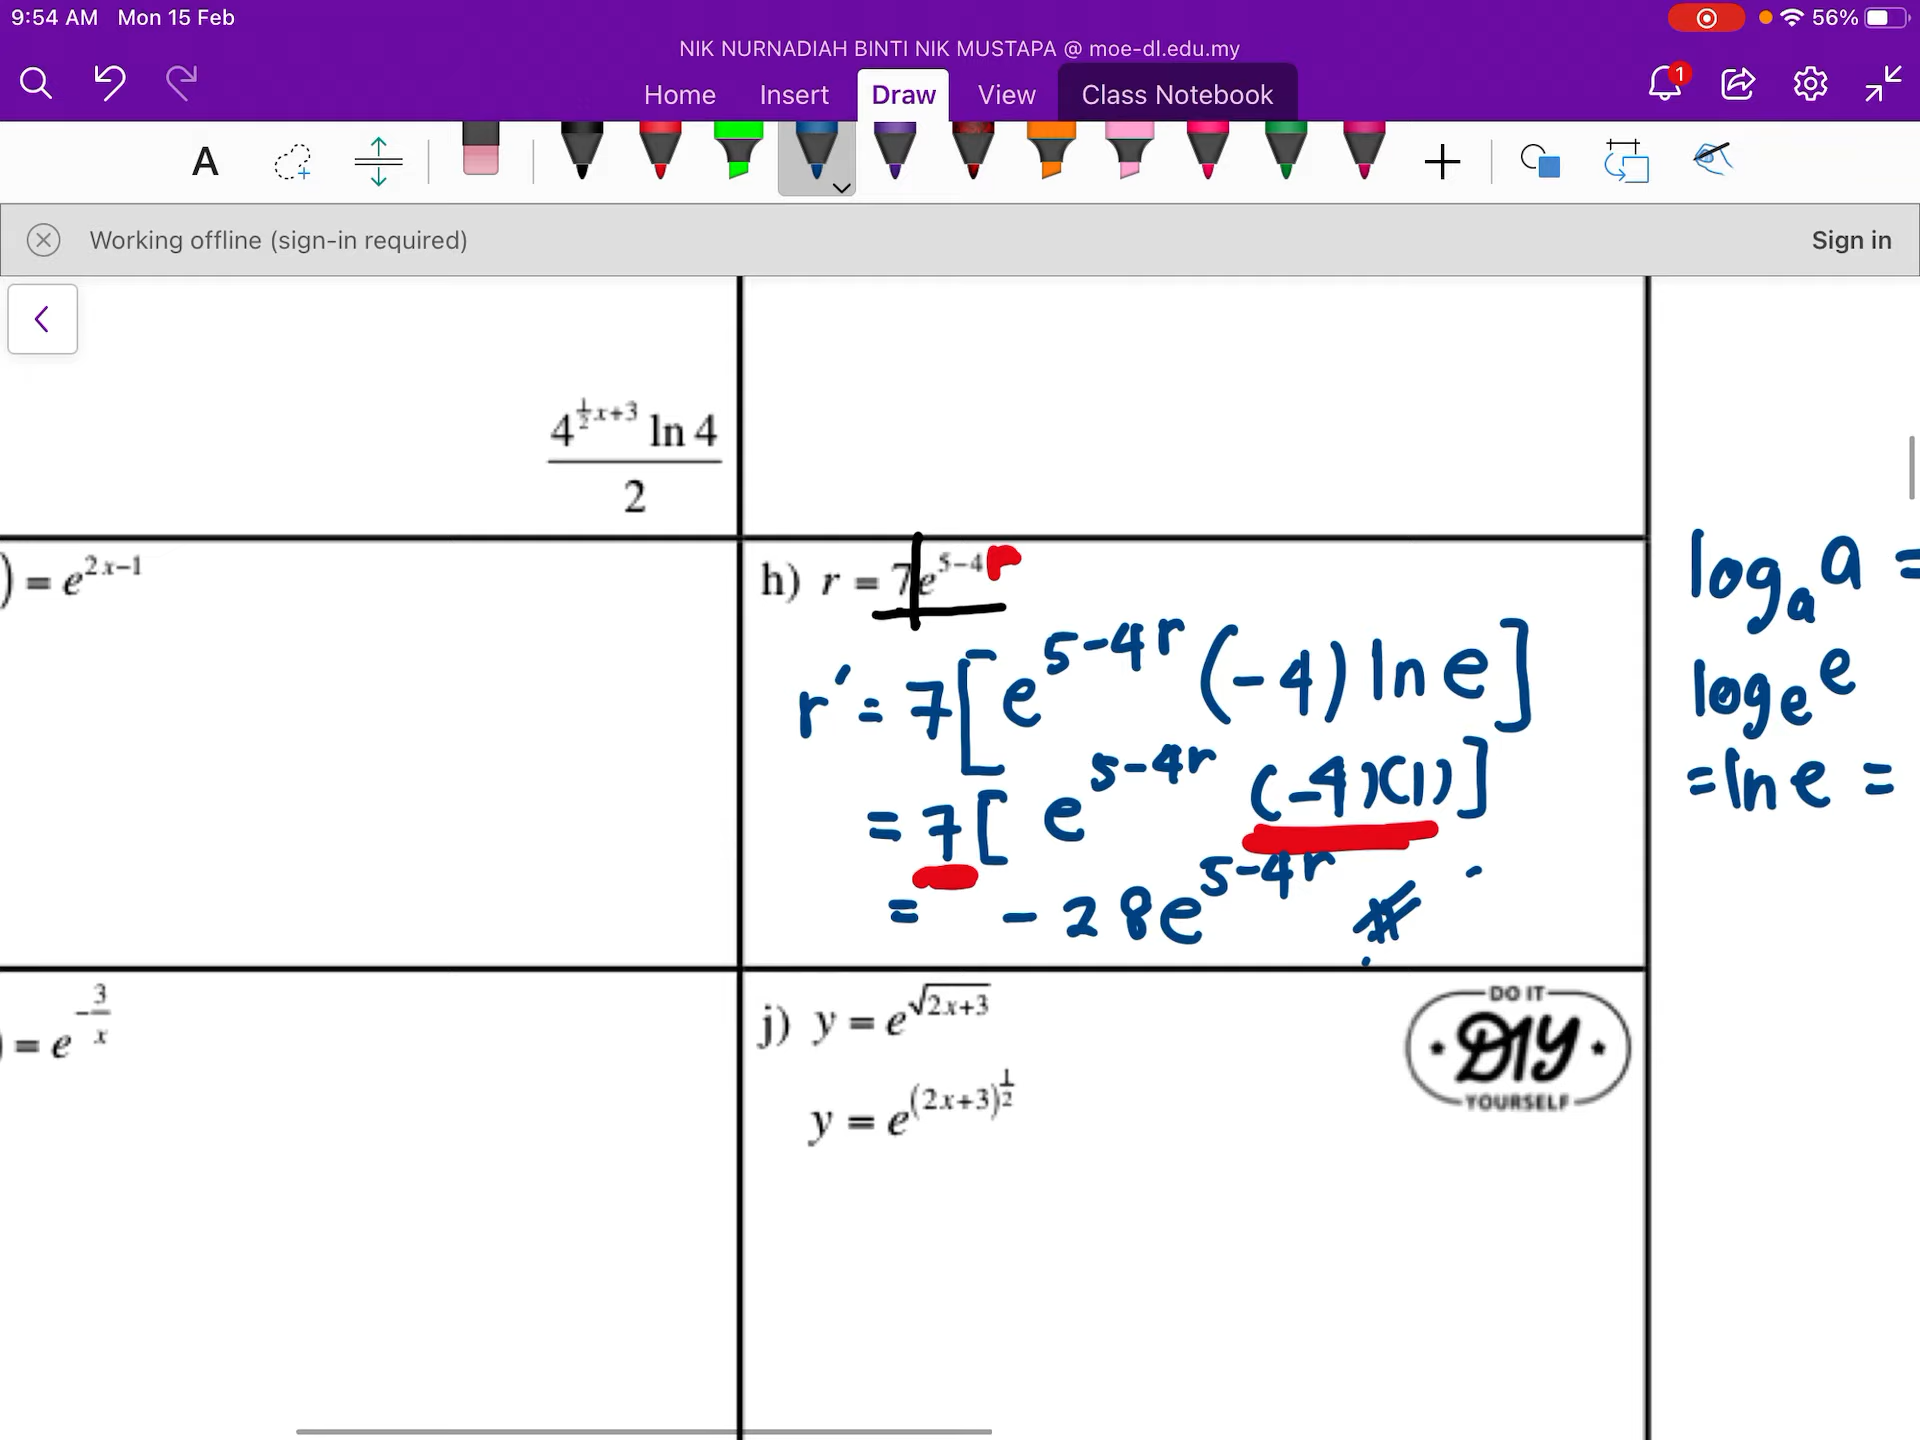 9:54 AM Mon 15 Feb
56%
NIK NURNADIAH BINTI NIK MUSTAPA @ moe-dl.edu.my
Home Insert Draw View Class Notebook
1
A
Working offline (sign-in required)
Sign in
4^{½x+3} ln 4
2
) = e^{2x−1}
h) r = 7e^{5−4r}
r′ = 7[e^{5−4r} (−4) ln e]
= 7[ e^{5−4r} (−4)(1)]
= −28e^{5−4r} #
log_a a =
log_e e
= ln e =
) = e^{−3/x}
j) y = e^{√(2x+3)}
y = e^{(2x+3)^{1/2}}
DO IT
DIY
YOURSELF